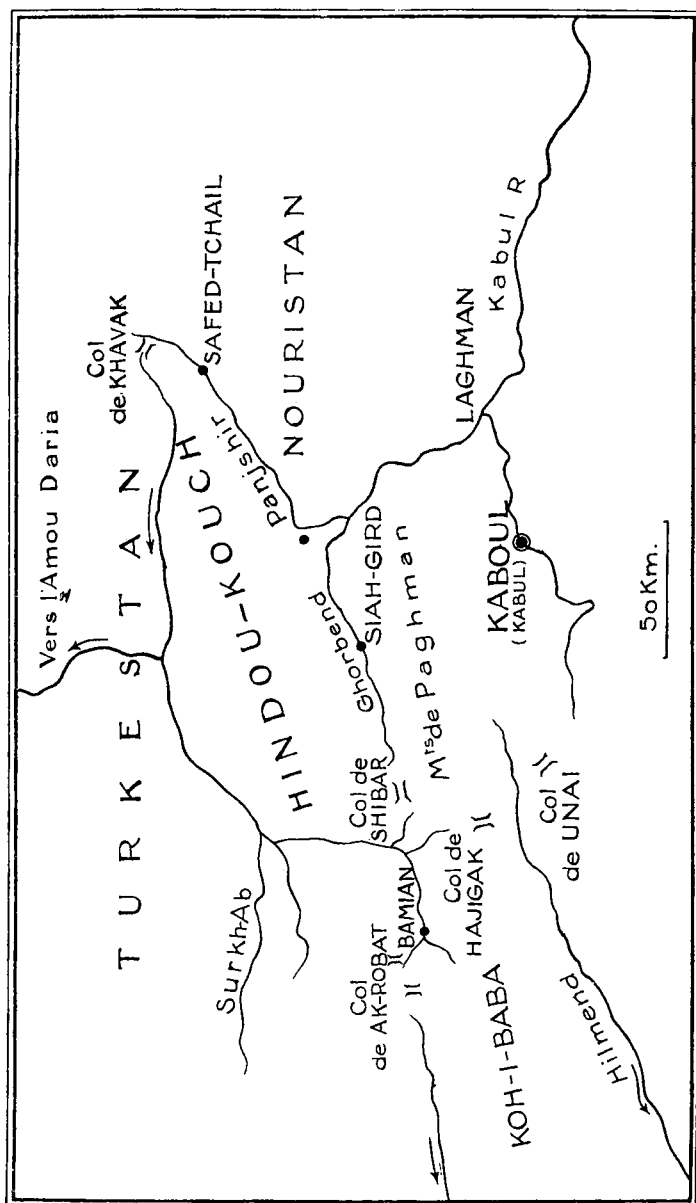 Vers l'Amou Daria
TURKESTAN
Col
de KHAVAK
SAFED-TCHAIL
HINDOU-KOUCH
Panjshir
NOURISTAN
Surkh-Ab
Ghorbend
SIAH-GIRD
Col de
SHIBAR
Mrs de Paghman
LAGHMAN
Kabul R
Col
de AK-ROBAT
BAMIAN
Col de
HAJIGAK
KABOUL
(KABUL)
KOH-I-BABA
Col
de UNAI
Hilmend
50 Km.